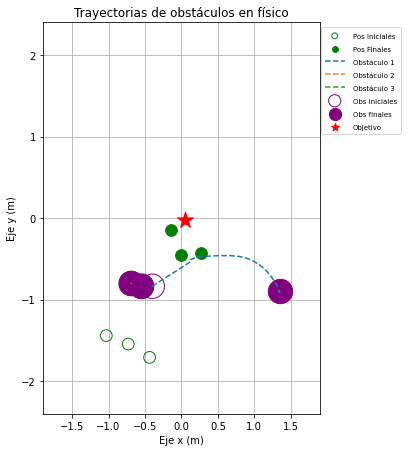 Trayectorias de obstáculos en físico
Pos Iniciales
Pos Finales
Obstáculo 1
Obstáculo 2
Obstáculo 3
Obs Iniciales
Obs finales
Objetivo
Eje y (m)
2
1
0
−1
−2
−1.5
−1.0
−0.5
0.0
0.5
1.0
1.5
Eje x (m)